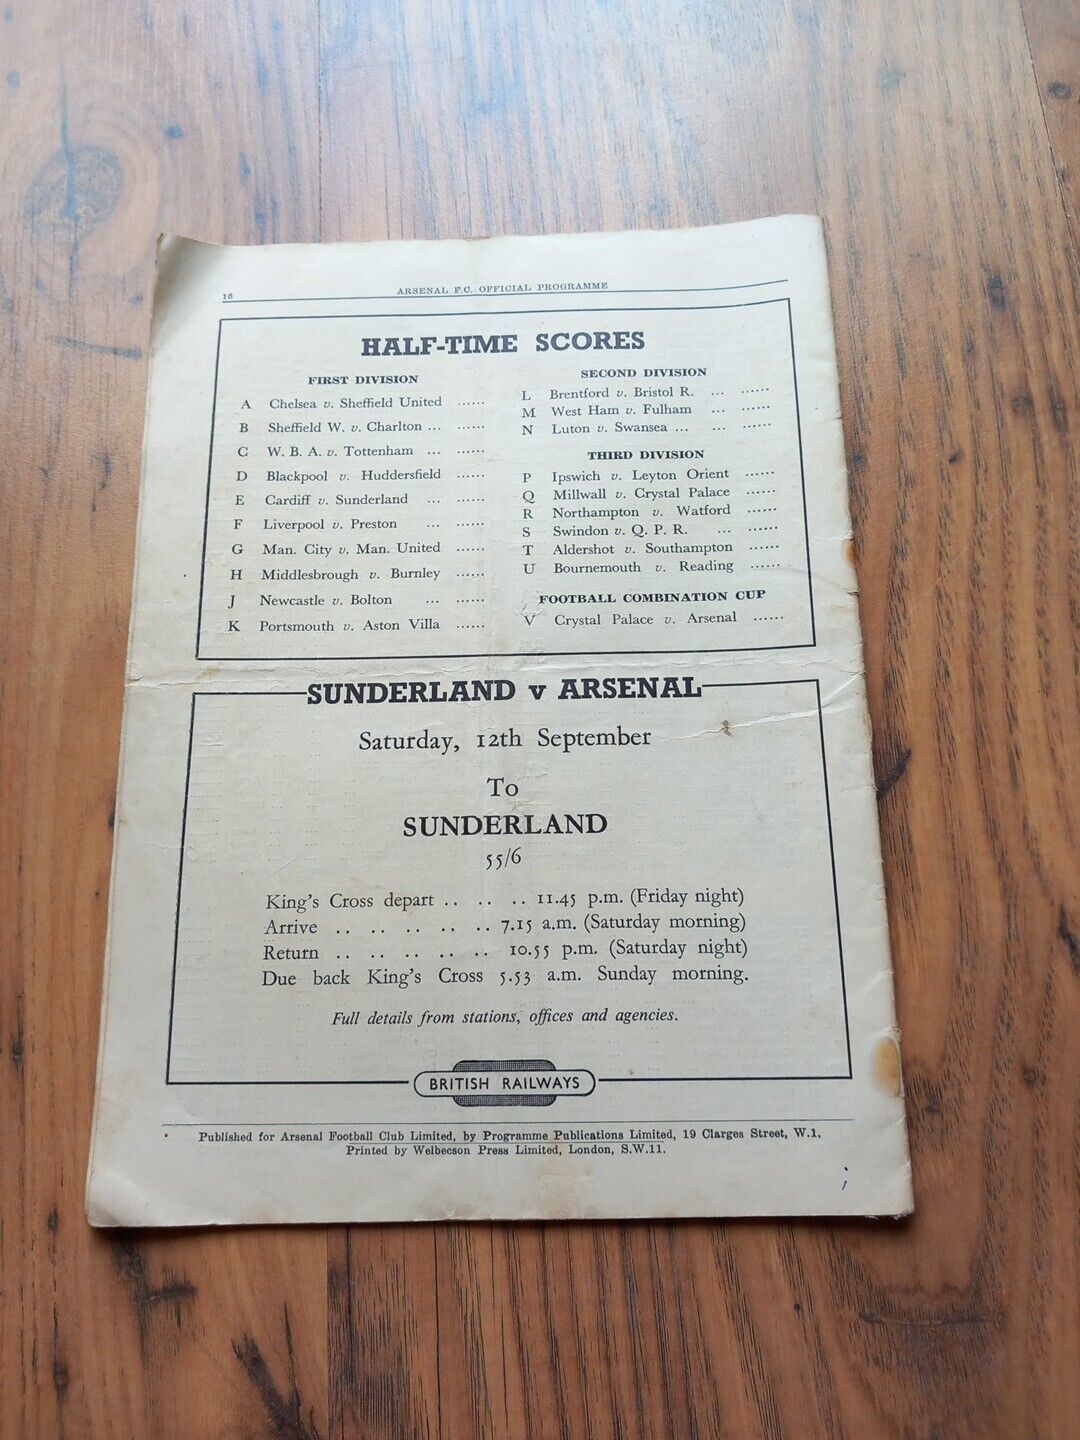 16
ARSENAL F.C. OFFICIAL PROGRAMME
HALF-TIME SCORES
FIRST DIVISION
A Chelsea v. Sheffield United ......
B Sheffield W. v. Charlton ... ......
C W. B. A. v. Tottenham ... ......
D Blackpool v. Huddersfield ......
E Cardiff v. Sunderland ... ......
F Liverpool v. Preston ... ......
G Man. City v. Man. United ......
H Middlesbrough v. Burnley ......
J Newcastle v. Bolton ... ......
K Portsmouth v. Aston Villa ......
SECOND DIVISION
L Brentford v. Bristol R. ... ......
M West Ham v. Fulham ... ......
N Luton v. Swansea ... ... ......
THIRD DIVISION
P Ipswich v. Leyton Orient ......
Q Millwall v. Crystal Palace ......
R Northampton v. Watford ......
S Swindon v. Q. P. R. ... ......
T Aldershot v. Southampton ......
U Bournemouth v. Reading ......
FOOTBALL COMBINATION CUP
V Crystal Palace v. Arsenal ......
SUNDERLAND v ARSENAL
Saturday, 12th September
To
SUNDERLAND
55/6
King's Cross depart .. .. .. 11.45 p.m. (Friday night)
Arrive .. .. .. .. .. 7.15 a.m. (Saturday morning)
Return .. .. .. .. .. 10.55 p.m. (Saturday night)
Due back King's Cross 5.53 a.m. Sunday morning.
Full details from stations, offices and agencies.
BRITISH RAILWAYS
Published for Arsenal Football Club Limited, by Programme Publications Limited, 19 Clarges Street, W.1.
Printed by Welbecson Press Limited, London, S.W.11.